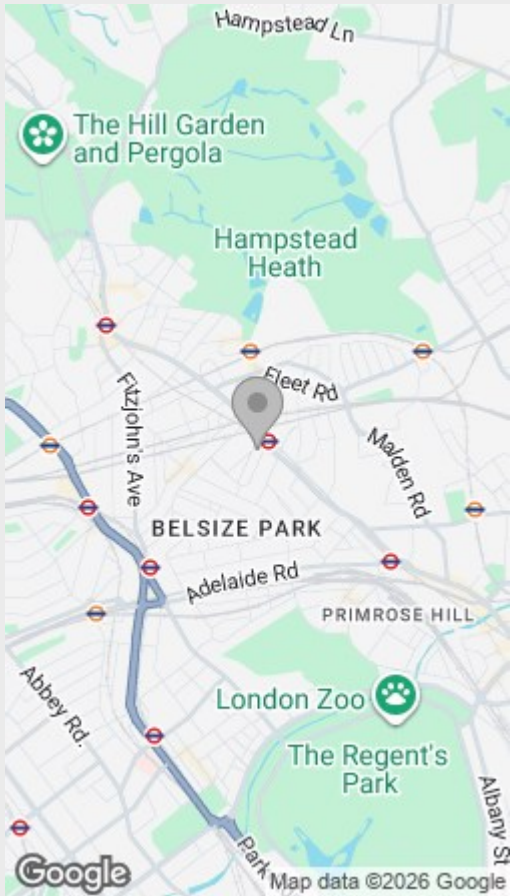 Hampstead Ln
The Hill Garden
and Pergola
Hampstead
Heath
Fleet Rd
Fitzjohn's Ave
Malden Rd
BELSIZE PARK
Adelaide Rd
PRIMROSE HILL
Abbey Rd.
London Zoo
The Regent's
Park
Albany St
Park
Google
Map data ©2026 Google